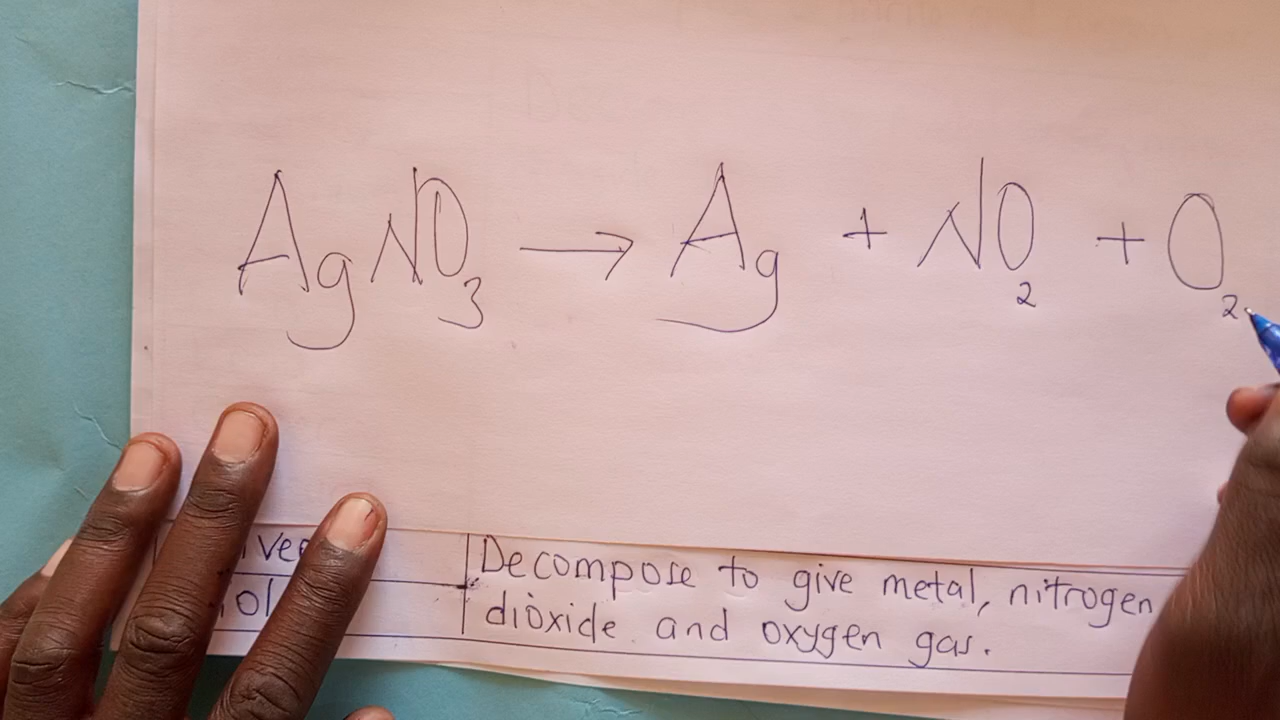 AgNO₃ → Ag + NO₂ + O₂
Decompose to give metal, nitrogen
dioxide and oxygen gas.